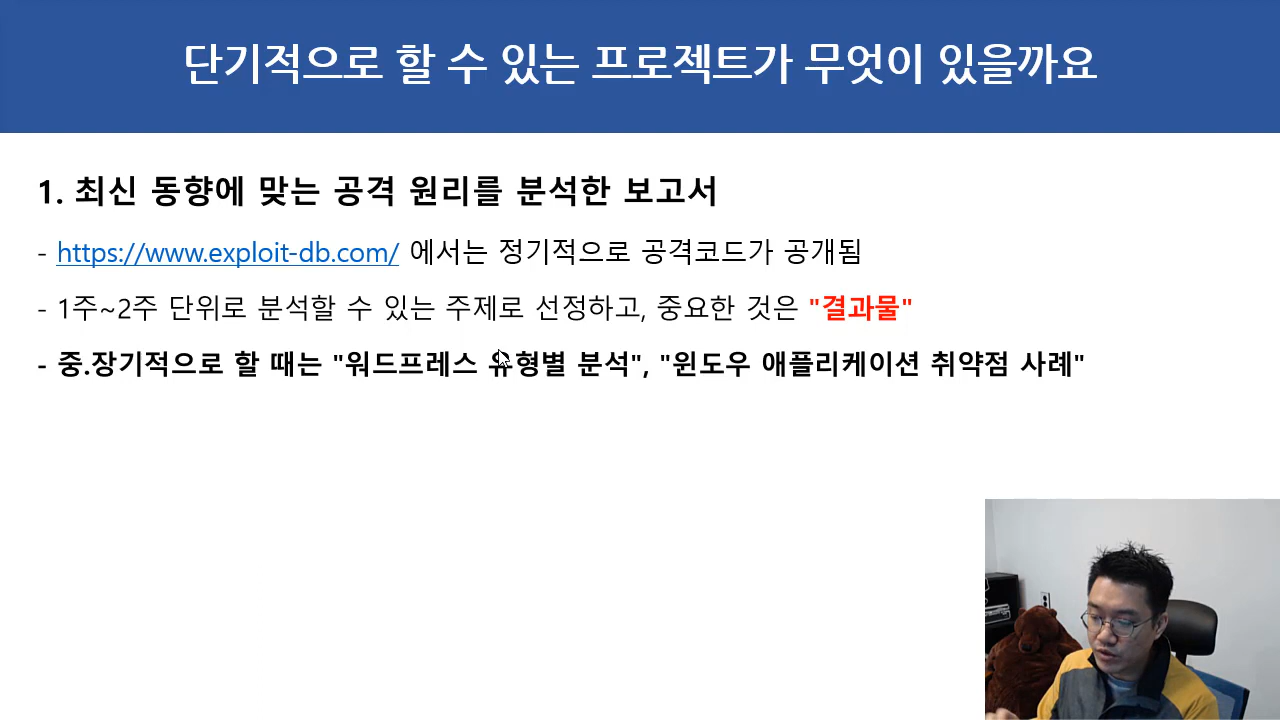 단기적으로 할 수 있는 프로젝트가 무엇이 있을까요
1. 최신 동향에 맞는 공격 원리를 분석한 보고서
- https://www.exploit-db.com/ 에서는 정기적으로 공격코드가 공개됨
- 1주~2주 단위로 분석할 수 있는 주제로 선정하고, 중요한 것은 "결과물"
- 중.장기적으로 할 때는 "워드프레스 유형별 분석", "윈도우 애플리케이션 취약점 사례"